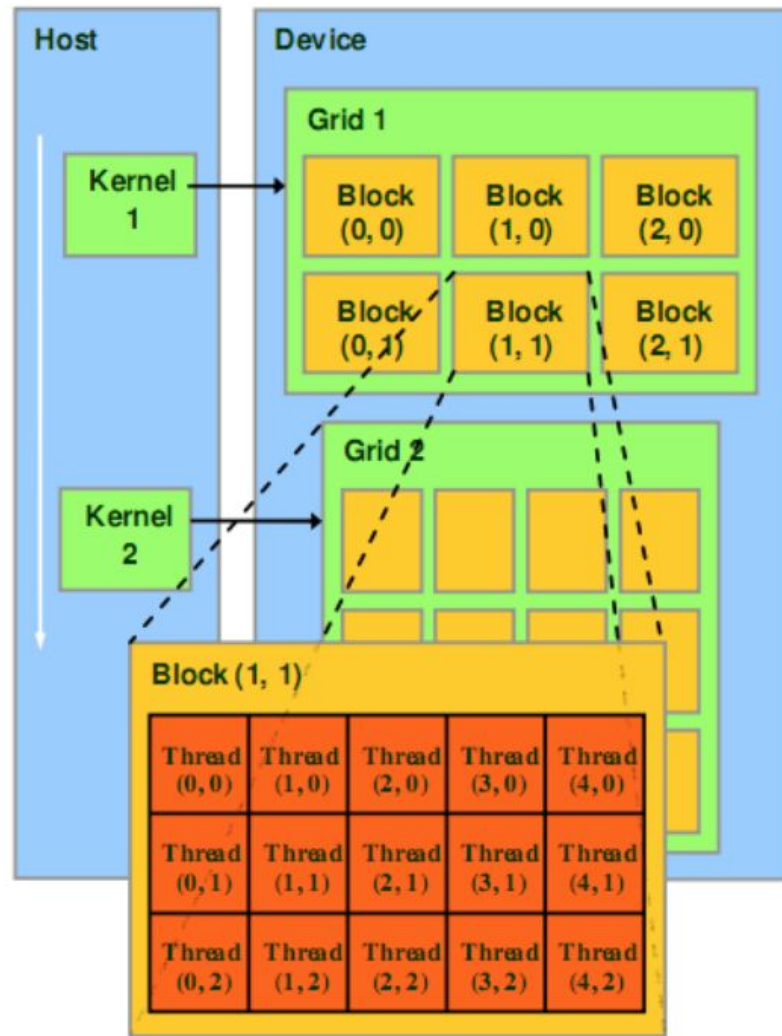 Host
Device
Grid 1
Kernel
1
Block
(0, 0)
Block
(1, 0)
Block
(2, 0)
Block
(0, 1)
Block
(1, 1)
Block
(2, 1)
Grid 2
Kernel
2
Block (1, 1)
Thread
(0, 0)
Thread
(1, 0)
Thread
(2, 0)
Thread
(3, 0)
Thread
(4, 0)
Thread
(0, 1)
Thread
(1, 1)
Thread
(2, 1)
Thread
(3, 1)
Thread
(4, 1)
Thread
(0, 2)
Thread
(1, 2)
Thread
(2, 2)
Thread
(3, 2)
Thread
(4, 2)